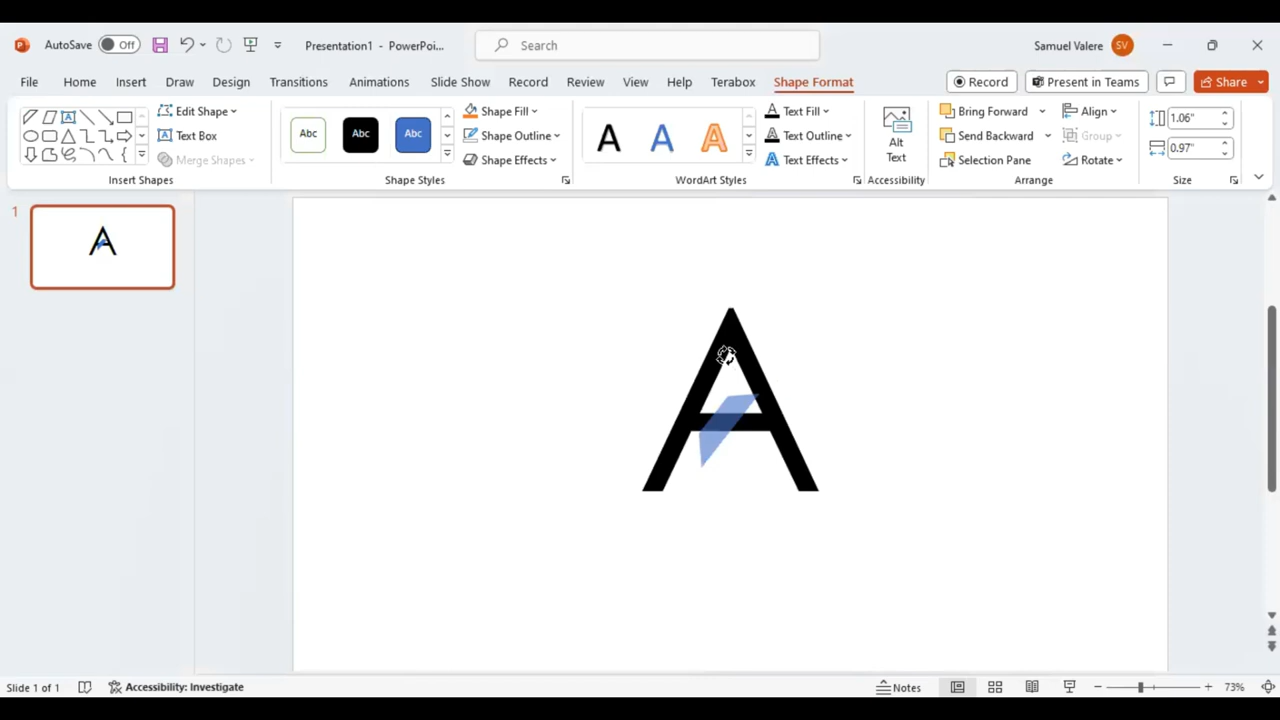 AutoSave Off Presentation1 - PowerPoi... Search Samuel Valere SV
File Home Insert Draw Design Transitions Animations Slide Show Record Review View Help Terabox Shape Format Record Present in Teams Share
Edit Shape Abc Abc Abc Shape Fill A A A Text Fill Bring Forward Align 1.06"
A Text Box Shape Outline Text Outline Alt Text Send Backward Group
Merge Shapes Shape Effects Text Effects Selection Pane Rotate 0.97"
Insert Shapes Shape Styles WordArt Styles Accessibility Arrange Size
1
A
A
Slide 1 of 1 Accessibility: Investigate Notes 73%